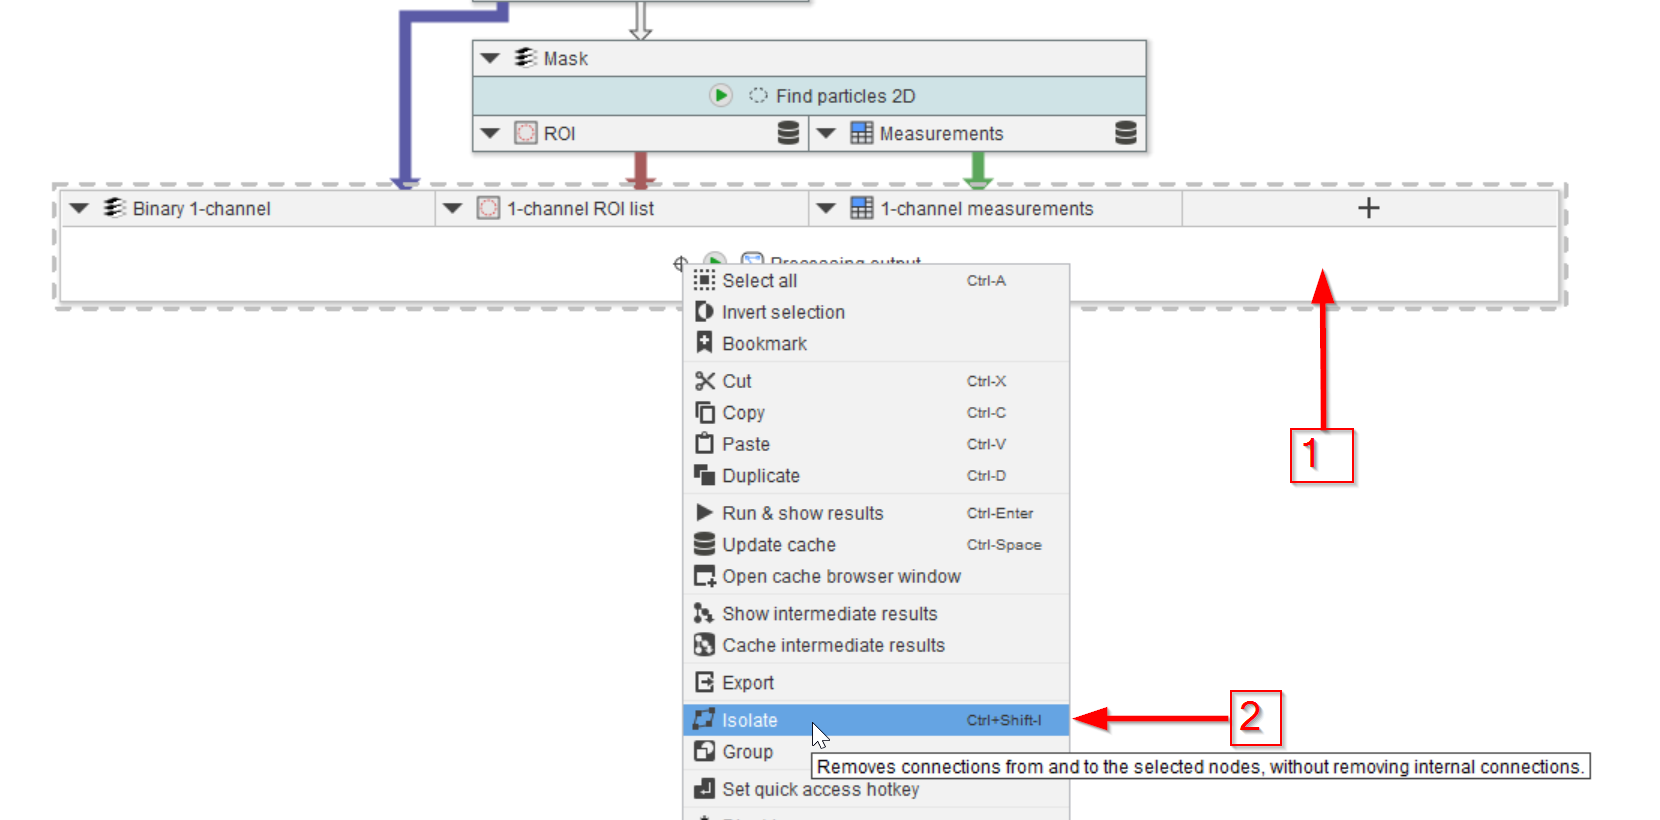 Mask
Find particles 2D
ROI Measurements
Binary 1-channel 1-channel ROI list 1-channel measurements +
Processing output
Select all Ctrl-A
Invert selection
Bookmark
Cut Ctrl-X
Copy Ctrl-C
1
Paste Ctrl-V
Duplicate Ctrl-D
Run & show results Ctrl-Enter
Update cache Ctrl-Space
Open cache browser window
Show intermediate results
Cache intermediate results
Export
Isolate Ctrl+Shift-I
2
Group
Removes connections from and to the selected nodes, without removing internal connections.
Set quick access hotkey